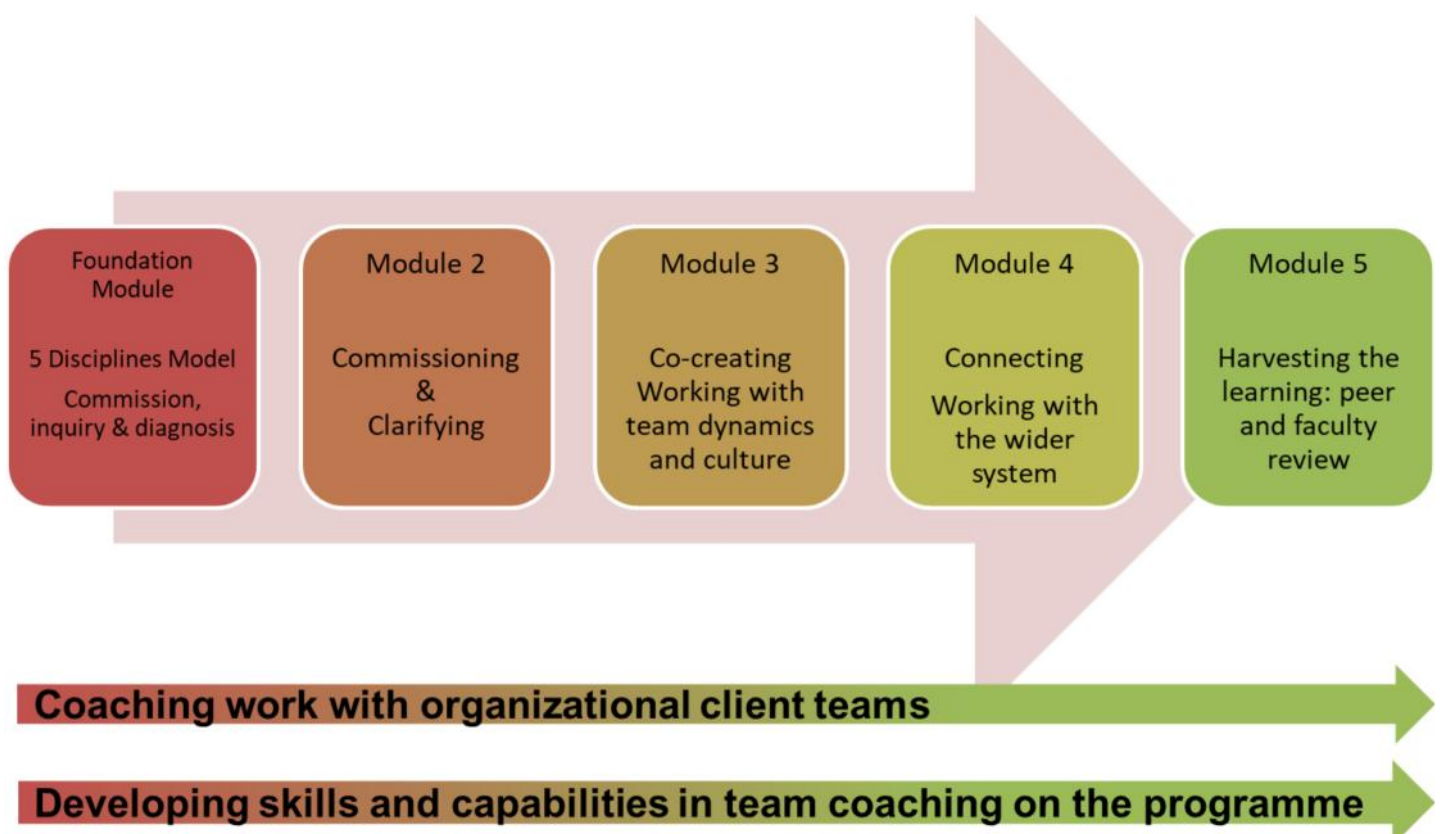 Foundation
Module
5 Disciplines Model
Commission,
inquiry & diagnosis
Module 2
Commissioning
&
Clarifying
Module 3
Co-creating
Working with
team dynamics
and culture
Module 4
Connecting
Working with
the wider
system
Module 5
Harvesting the
learning: peer
and faculty
review
Coaching work with organizational client teams
Developing skills and capabilities in team coaching on the programme